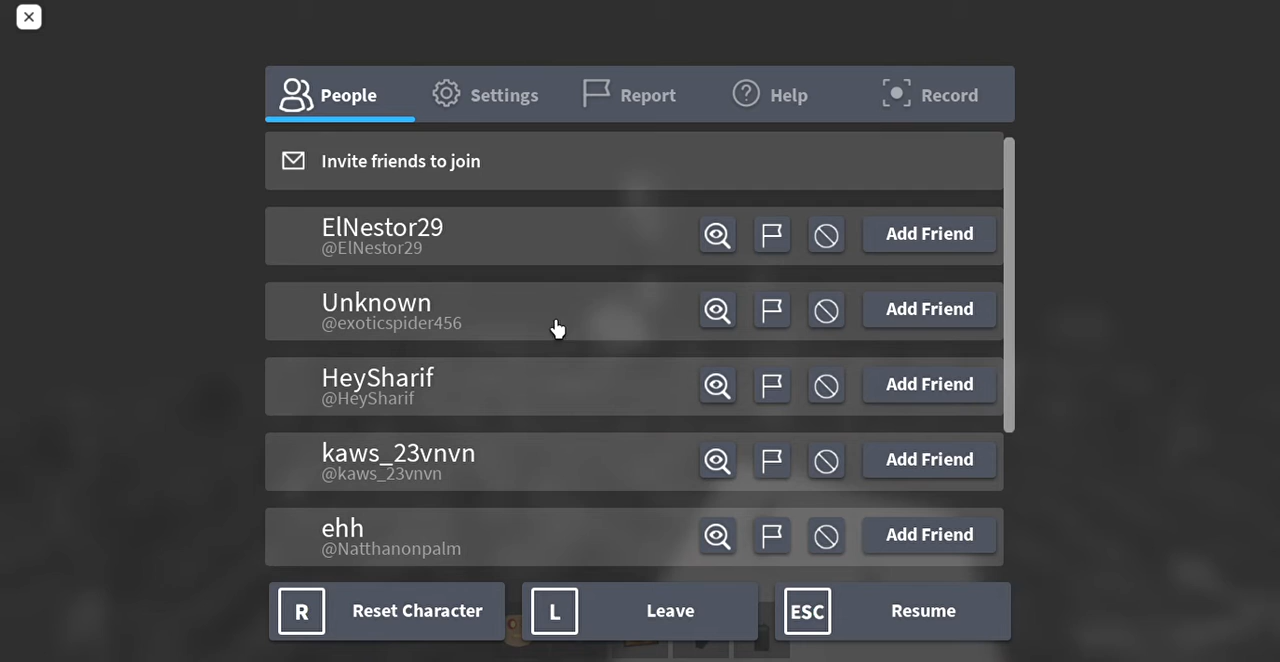 People
Settings
Report
Help
Record
Invite friends to join
ElNestor29
@ElNestor29
Add Friend
Unknown
@exoticspider456
Add Friend
HeySharif
@HeySharif
Add Friend
kaws_23vnvn
@kaws_23vnvn
Add Friend
ehh
@Natthanonpalm
Add Friend
R Reset Character
L Leave
ESC Resume